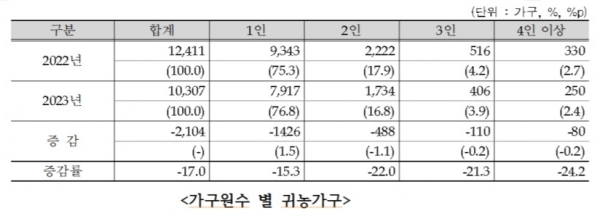 (단위 : 가구, %, %p)
구분 합계 1인 2인 3인 4인 이상
2022년 12,411 9,343 2,222 516 330
(100.0) (75.3) (17.9) (4.2) (2.7)
2023년 10,307 7,917 1,734 406 250
(100.0) (76.8) (16.8) (3.9) (2.4)
증 감 -2,104 -1426 -488 -110 -80
(-) (1.5) (-1.1) (-0.2) (-0.2)
증감률 -17.0 -15.3 -22.0 -21.3 -24.2
<가구원수 별 귀농가구>